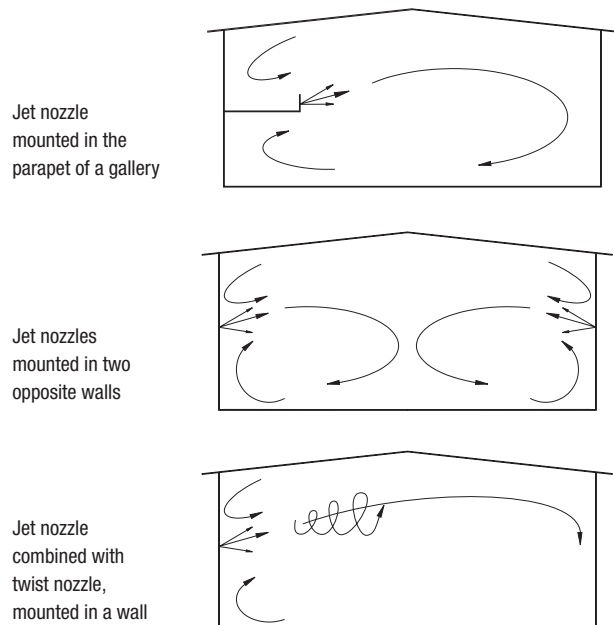 Jet nozzle
mounted in the
parapet of a gallery
Jet nozzles
mounted in two
opposite walls
Jet nozzle
combined with
twist nozzle,
mounted in a wall